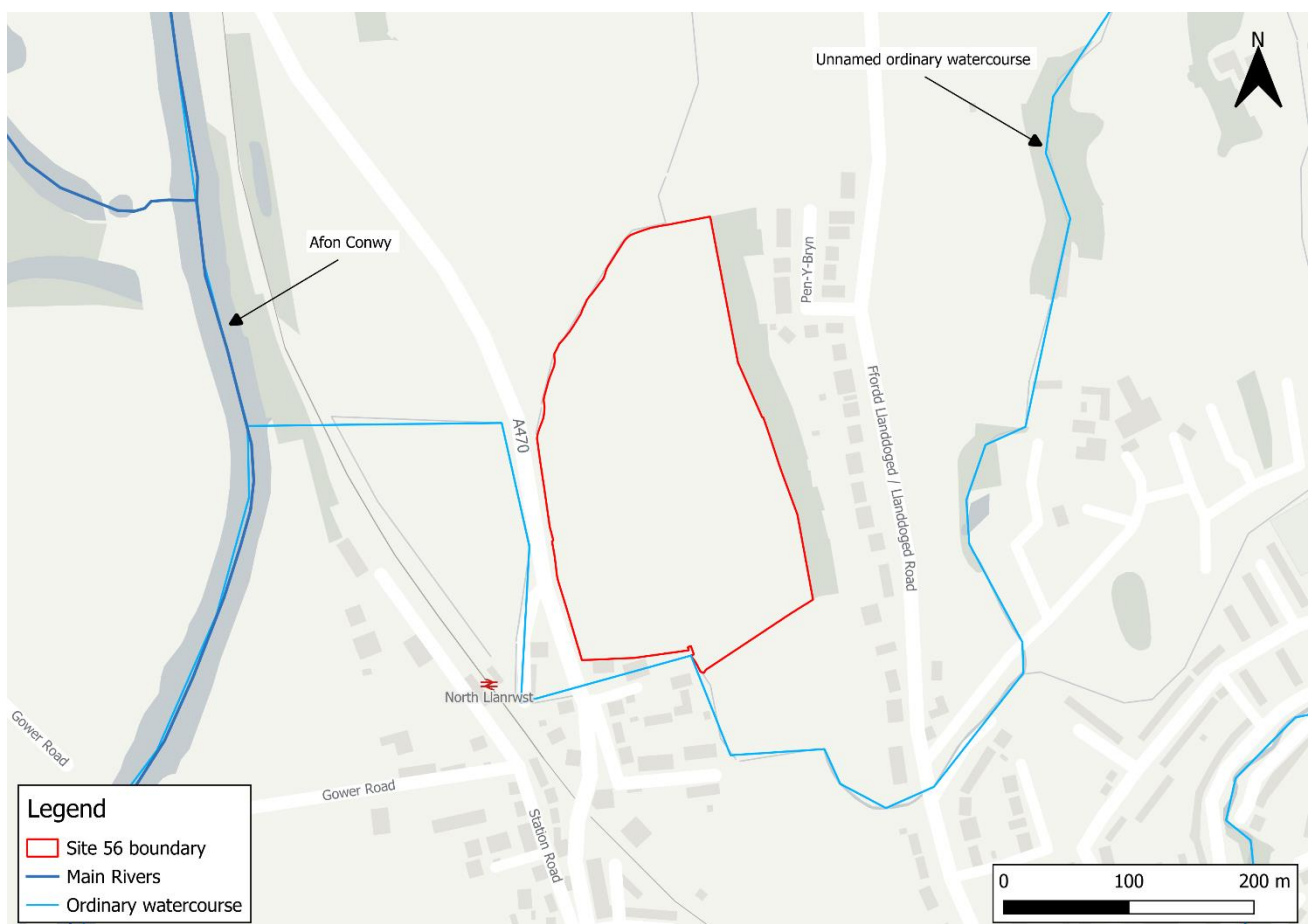 Unnamed ordinary watercourse
N
Afon Conwy
Pen-Y-Bryn
A470
Ffordd Llanddoged / Llanddoged Road
North Llanrwst
Gower Road
Gower Road
Station Road
Legend
Site 56 boundary
Main Rivers
Ordinary watercourse
0 100 200 m